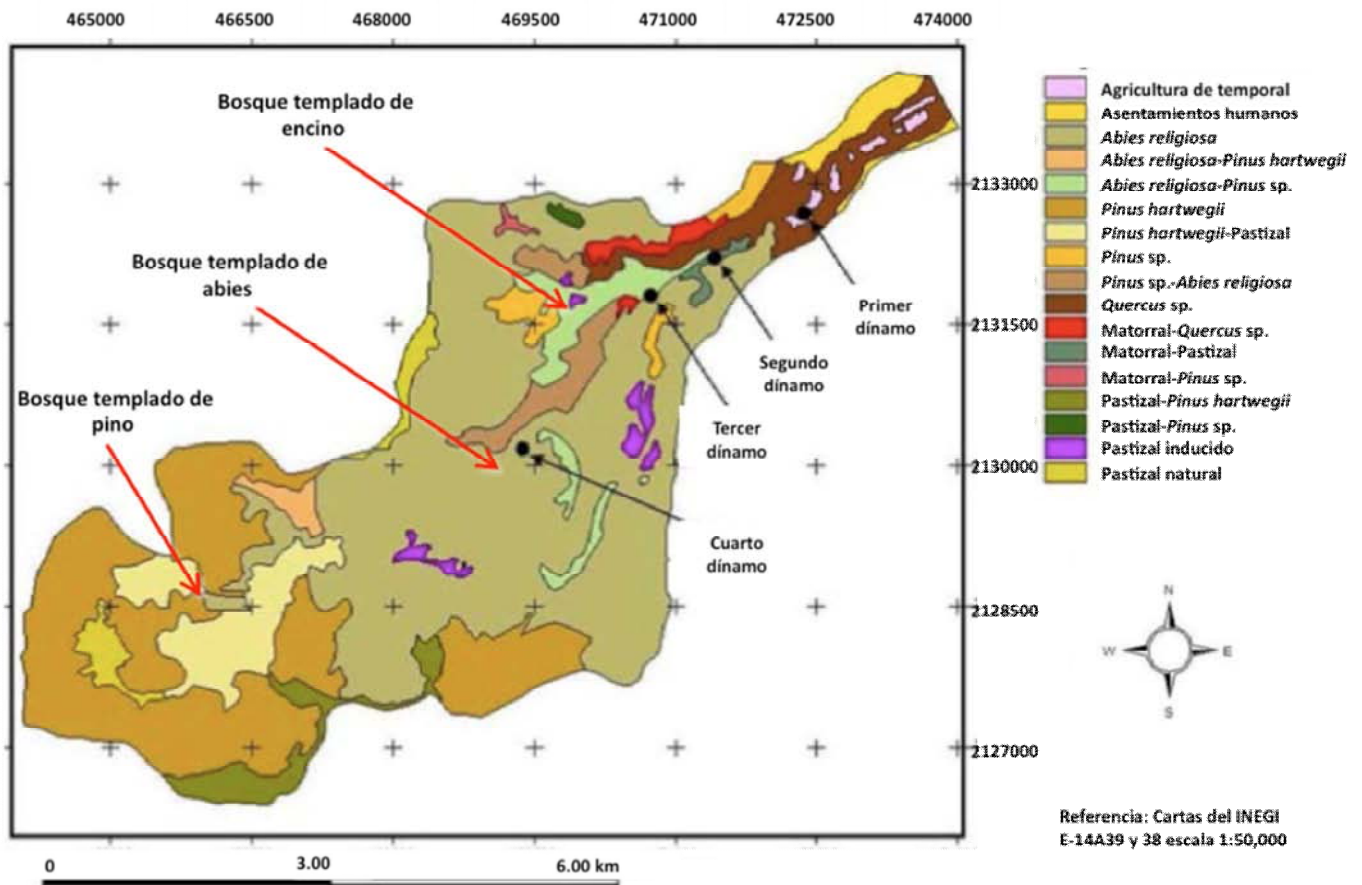 465000 466500 468000 469500 471000 472500 474000
Bosque templado de
encino
Bosque templado de
abies
Bosque templado de
pino
Primer
dínamo
Segundo
dínamo
Tercer
dínamo
Cuarto
dínamo
2133000
2131500
2130000
2128500
2127000
Agricultura de temporal
Asentamientos humanos
Abies religiosa
Abies religiosa-Pinus hartwegii
Abies religiosa-Pinus sp.
Pinus hartwegii
Pinus hartwegii-Pastizal
Pinus sp.
Pinus sp.-Abies religiosa
Quercus sp.
Matorral-Quercus sp.
Matorral-Pastizal
Matorral-Pinus sp.
Pastizal-Pinus hartwegii
Pastizal-Pinus sp.
Pastizal inducido
Pastizal natural
N
W E
S
Referencia: Cartas del INEGI
E-14A39 y 38 escala 1:50,000
0 3.00 6.00 km